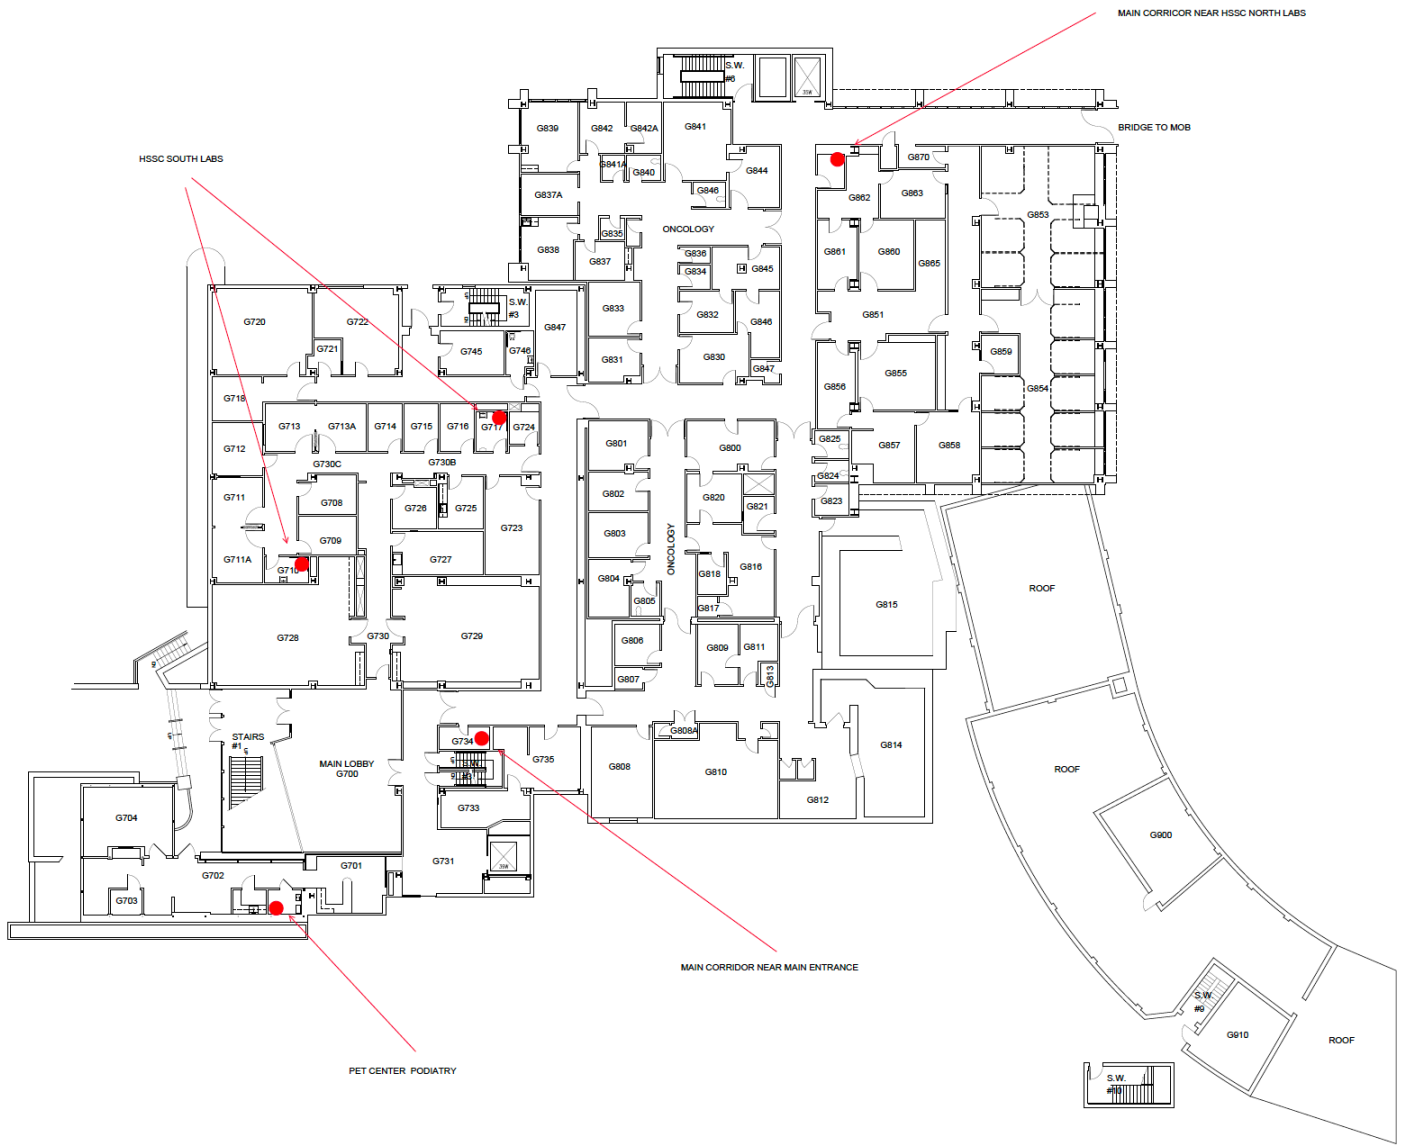 MAIN CORRICOR NEAR HSSC NORTH LABS
S.W.
#6
.3SW
BRIDGE TO MOB
HSSC SOUTH LABS
G839
G842
G842A
G841
G841A
G840
G844
G846
G837A
G838
G835
G837
ONCOLOGY
G836
G834
G845
G833
G832
G846
G831
G830
G847
G870
G862
G863
G853
G861
G860
G865
G851
G859
G856
G855
G854
G857
G858
G825
G824
G823
G720
G722
G721
S.W.
#3
G745
G746
G847
G718
G713
G713A
G714
G715
G716
G717
G724
G712
G730C
G730B
G711
G708
G726
G725
G723
G709
G727
G711A
G710
G728
G730
G729
G801
G800
G802
G820
G821
G803
ONCOLOGY
G804
G818
G816
G805
G817
G806
G809
G811
G807
G813
G815
ROOF
STAIRS
#1
MAIN LOBBY
G700
G734
S.W.
#3
G735
G733
G731
.3SW
G808A
G808
G810
G812
G814
G704
G702
G701
G703
ROOF
G900
MAIN CORRIDOR NEAR MAIN ENTRANCE
S.W.
#9
G910
ROOF
PET CENTER PODIATRY
S.W.
#10